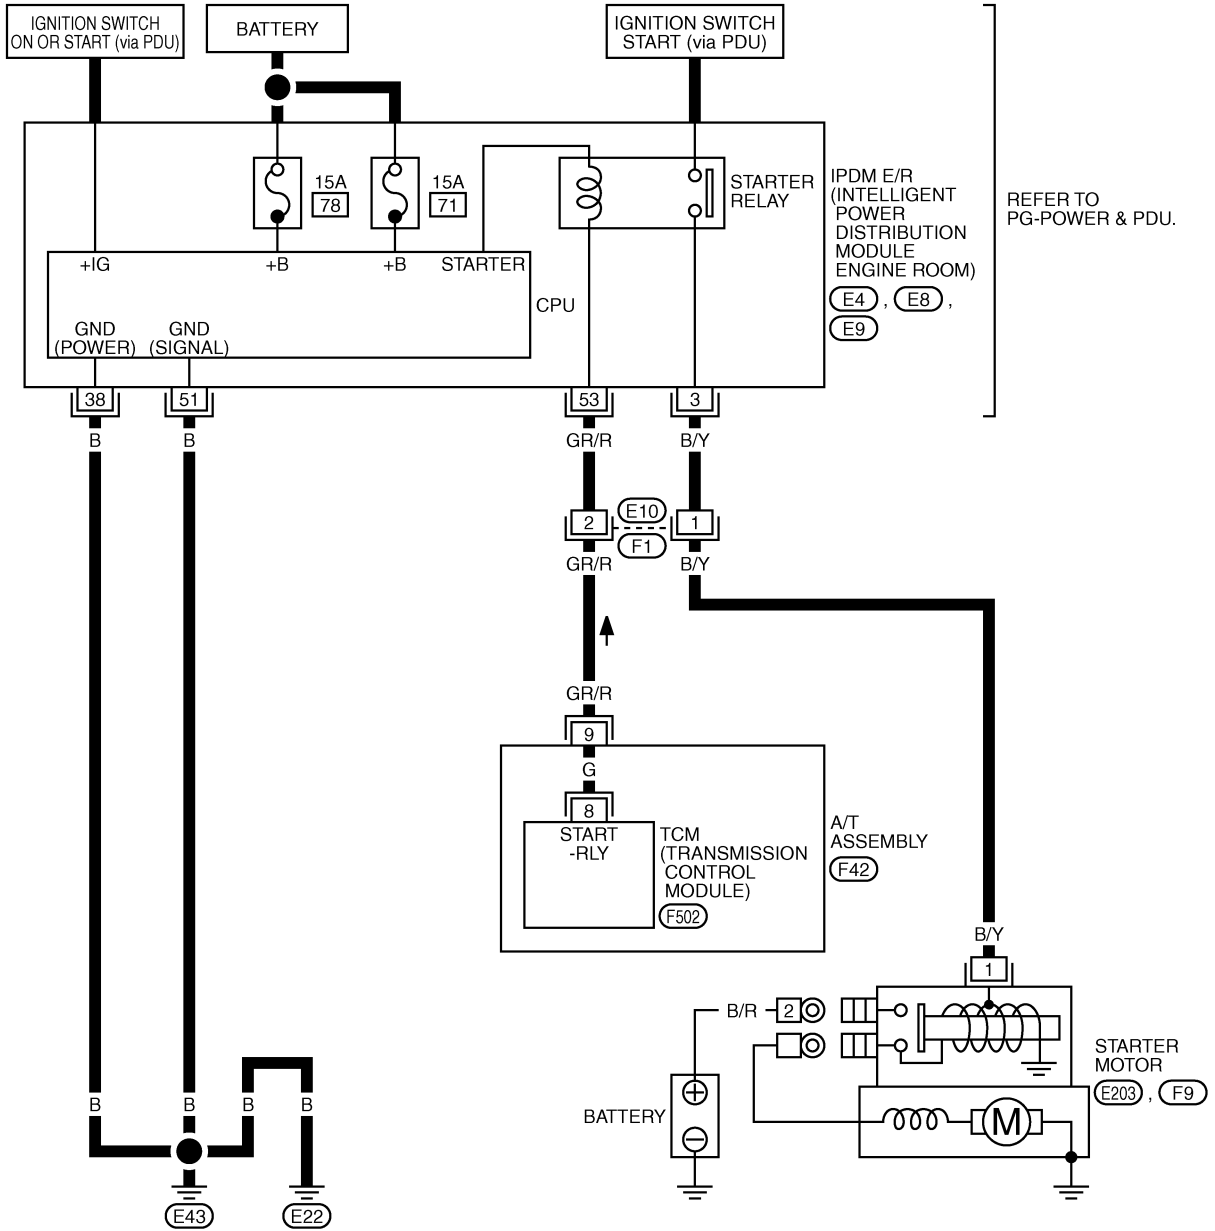 IGNITION SWITCH
ON OR START (via PDU)
BATTERY
IGNITION SWITCH
START (via PDU)
15A
78
15A
71
STARTER
RELAY
IPDM E/R
(INTELLIGENT
POWER
DISTRIBUTION
MODULE
ENGINE ROOM)
E4 , E8 ,
E9
REFER TO
PG-POWER & PDU.
+IG
+B
+B
STARTER
CPU
GND
(POWER)
GND
(SIGNAL)
38
51
53
3
B
B
GR/R
B/Y
2
E10
F1
1
GR/R
B/Y
GR/R
9
G
8
START
-RLY
TCM
(TRANSMISSION
CONTROL
MODULE)
F502
A/T
ASSEMBLY
F42
B/Y
1
B/R
2
STARTER
MOTOR
E203 , F9
BATTERY
M
B
B
B
B
E43
E22